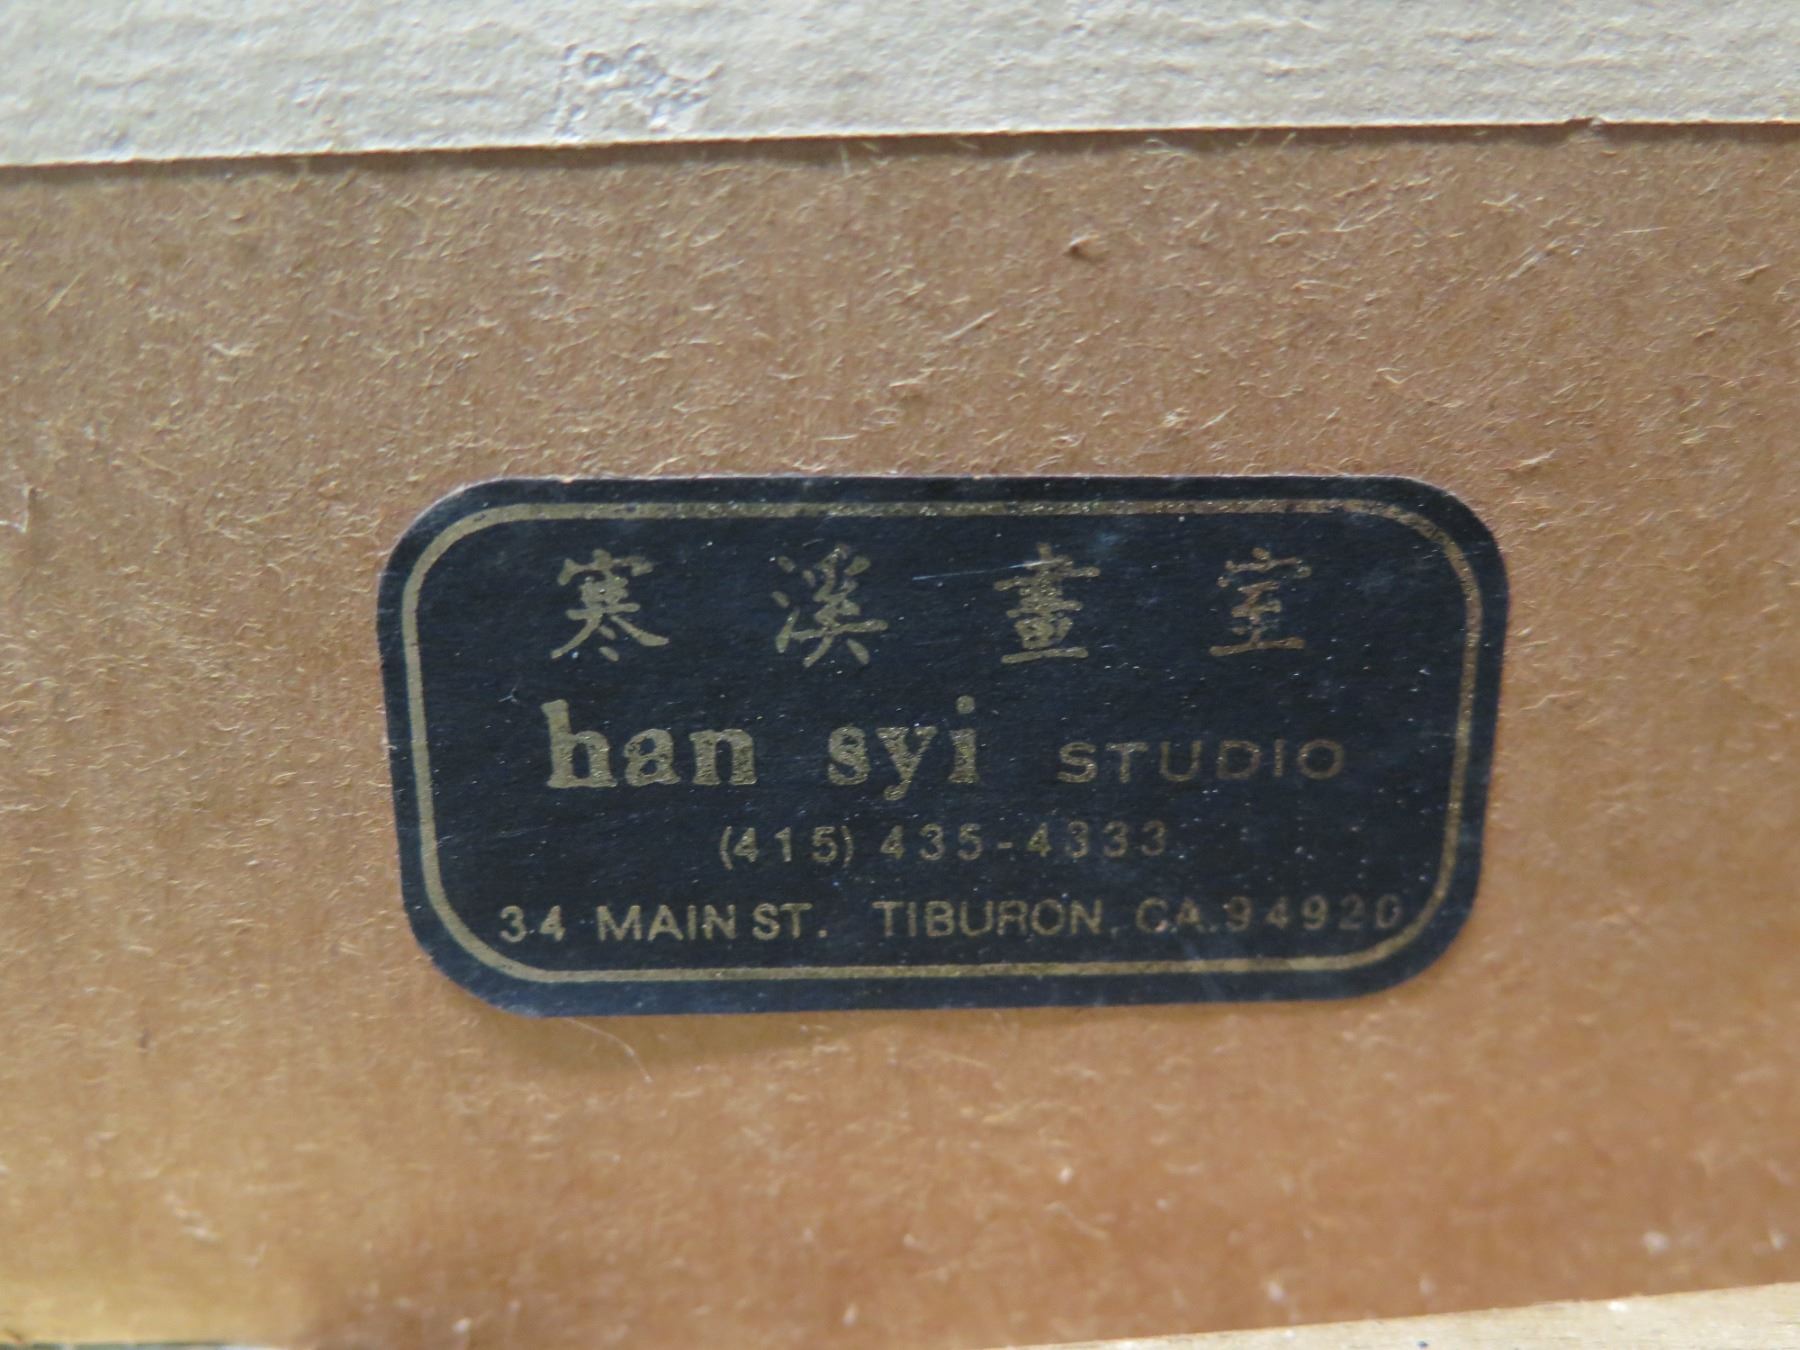 寒溪畫室
han syi STUDIO
(415) 435-4333
34 MAIN ST. TIBURON, CA. 94920